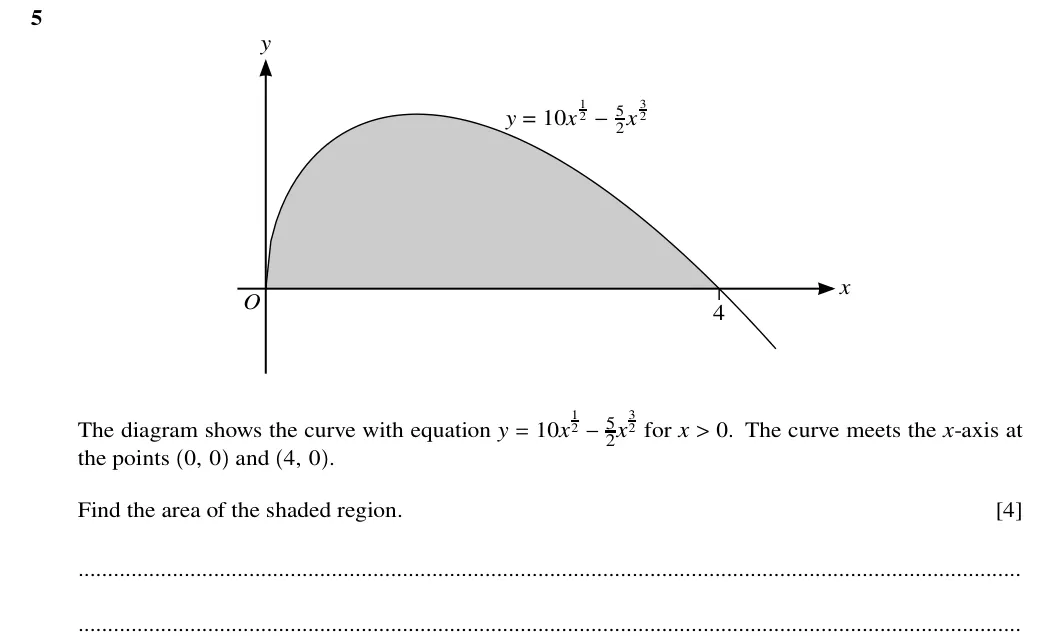 5
y
y = 10x^{1/2} – 5/2 x^{3/2}
O
4
x
The diagram shows the curve with equation y = 10x^{1/2} – 5/2 x^{3/2} for x > 0. The curve meets the x-axis at
the points (0, 0) and (4, 0).
Find the area of the shaded region. [4]